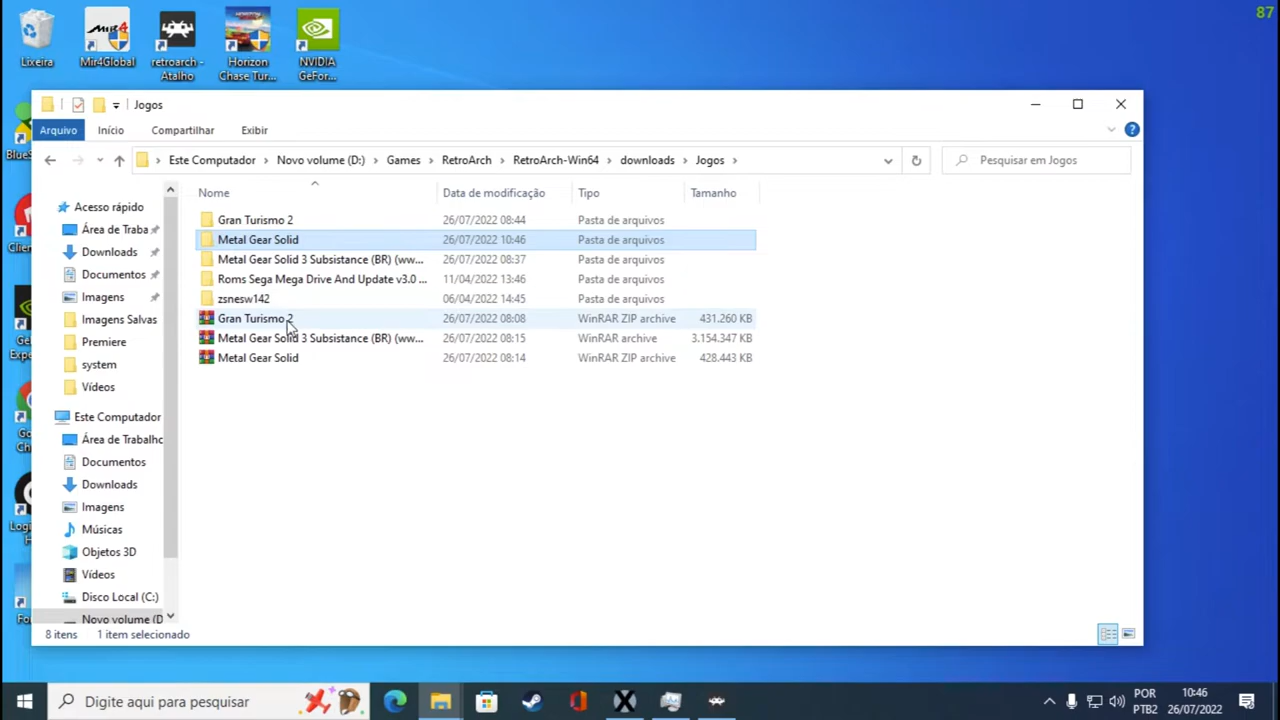 87
Lixeira
Mir4Global
retroarch - Atalho
Horizon Chase Tur...
NVIDIA GeFor...
Jogos
Arquivo Início Compartilhar Exibir
Este Computador > Novo volume (D:) > Games > RetroArch > RetroArch-Win64 > downloads > Jogos >
Pesquisar em Jogos
Nome Data de modificação Tipo Tamanho
Gran Turismo 2 26/07/2022 08:44 Pasta de arquivos
Metal Gear Solid 26/07/2022 10:46 Pasta de arquivos
Metal Gear Solid 3 Subsistance (BR) (ww... 26/07/2022 08:37 Pasta de arquivos
Roms Sega Mega Drive And Update v3.0 ... 11/04/2022 13:46 Pasta de arquivos
zsnesw142 06/04/2022 14:45 Pasta de arquivos
Gran Turismo 2 26/07/2022 08:08 WinRAR ZIP archive 431.260 KB
Metal Gear Solid 3 Subsistance (BR) (ww... 26/07/2022 08:15 WinRAR archive 3.154.347 KB
Metal Gear Solid 26/07/2022 08:14 WinRAR ZIP archive 428.443 KB
Acesso rápido
Área de Traba
Downloads
Documentos
Imagens
Imagens Salvas
Premiere
system
Vídeos
Este Computador
Área de Trabalho
Documentos
Downloads
Imagens
Músicas
Objetos 3D
Vídeos
Disco Local (C:)
Novo volume (D
8 itens 1 item selecionado
Digite aqui para pesquisar
POR
PTB2
10:46
26/07/2022